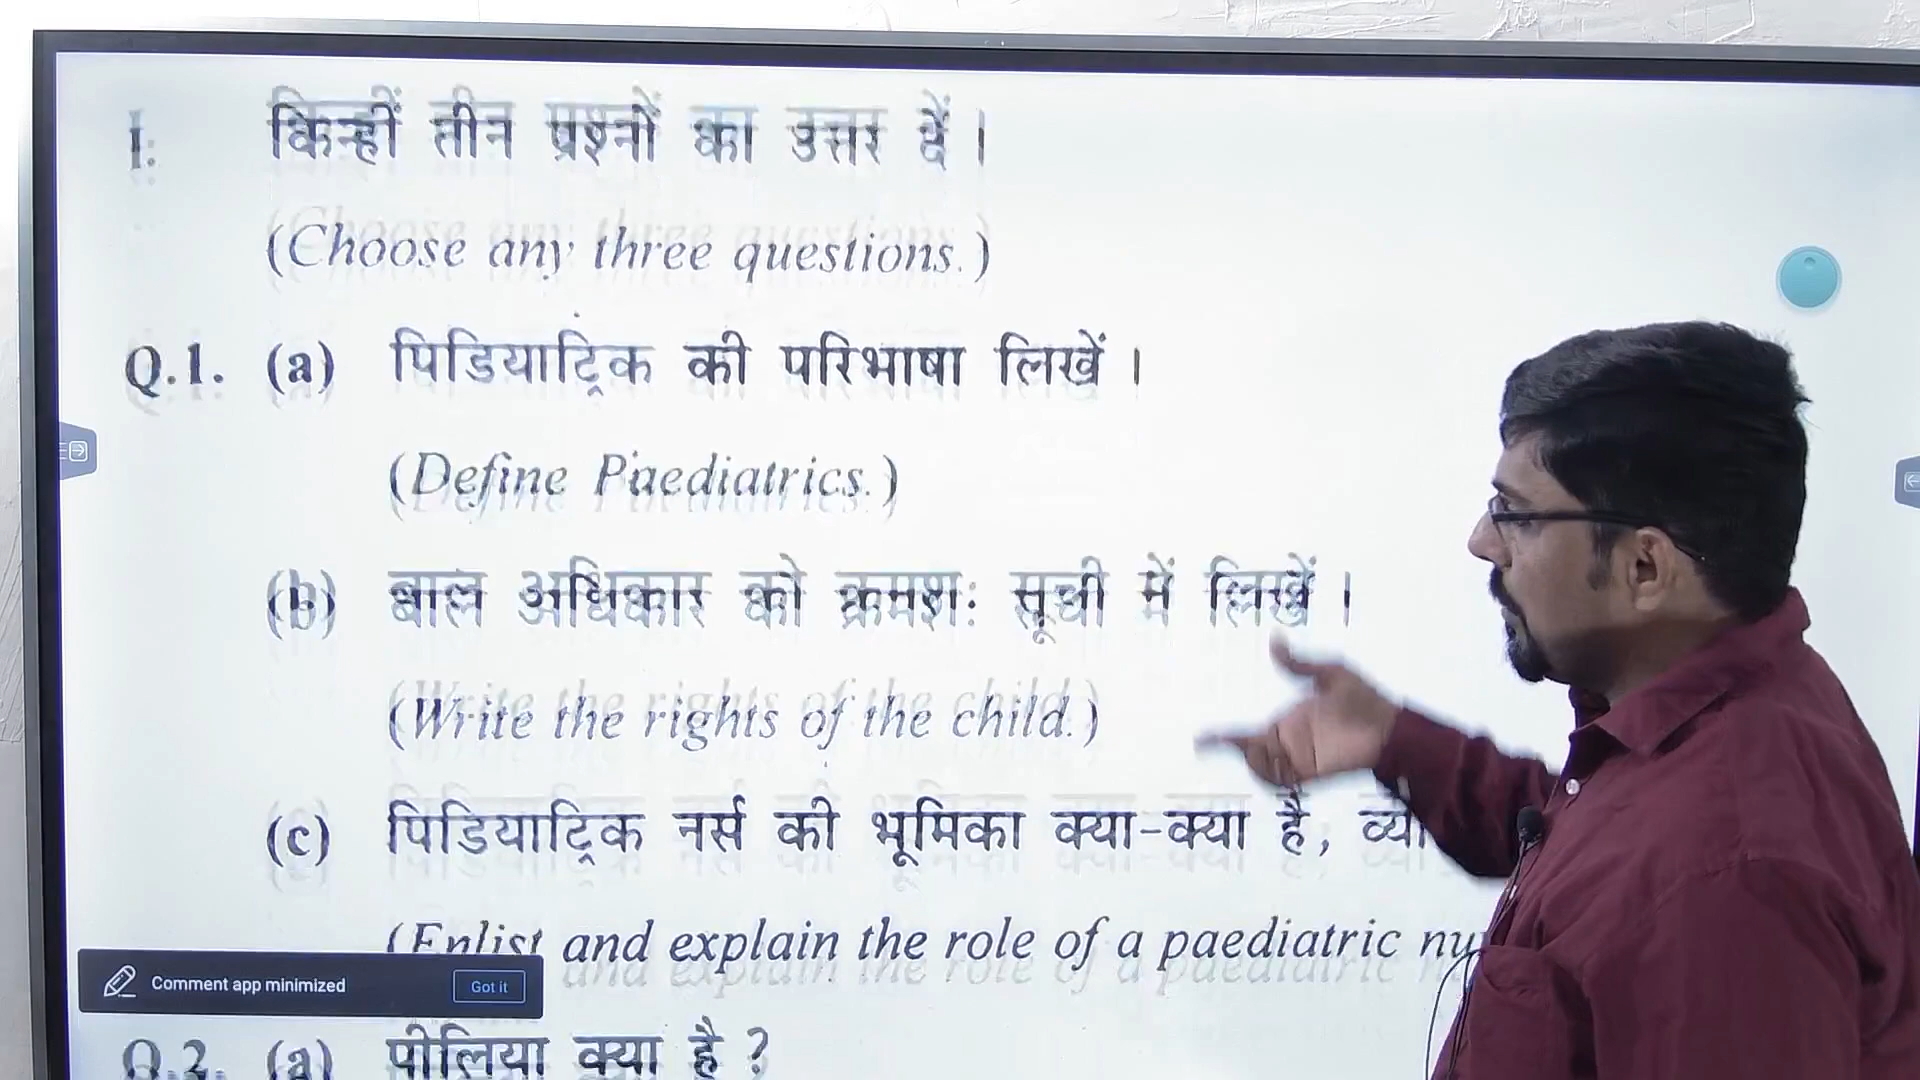 I. किन्हीं तीन प्रश्नों का उत्तर दें ।
(Choose any three questions.)
Q.1. (a) पिडियाट्रिक की परिभाषा लिखें ।
(Define Paediatrics.)
(b) बाल अधिकार को क्रमशः सूची में लिखें ।
(Write the rights of the child.)
(c) पिडियाट्रिक नर्स की भूमिका क्या-क्या है,
(Enlist and explain the role of a paediatric
Comment app minimized Got it
Q.2. (a) पीलिया क्या है ?